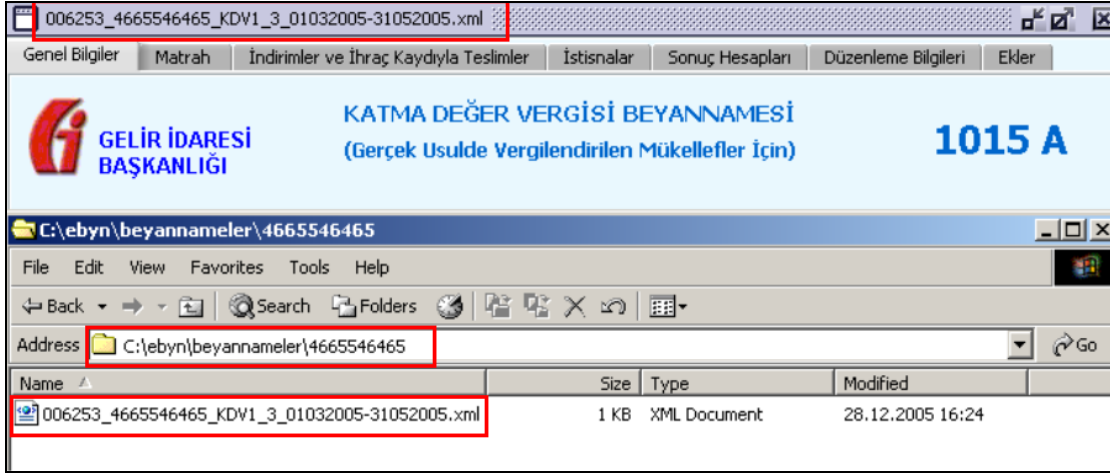 006253_4665546465_KDV1_3_01032005-31052005.xml
Genel Bilgiler Matrah İndirimler ve İhraç Kaydıyla Teslimler İstisnalar Sonuç Hesapları Düzenleme Bilgileri Ekler
GELİR İDARESİ
BAŞKANLIĞI
KATMA DEĞER VERGİSİ BEYANNAMESİ
(Gerçek Usulde Vergilendirilen Mükellefler İçin)
1015 A
C:\ebyn\beyannameler\4665546465
File Edit View Favorites Tools Help
Back Search Folders
Address C:\ebyn\beyannameler\4665546465 Go
Name Size Type Modified
006253_4665546465_KDV1_3_01032005-31052005.xml 1 KB XML Document 28.12.2005 16:24